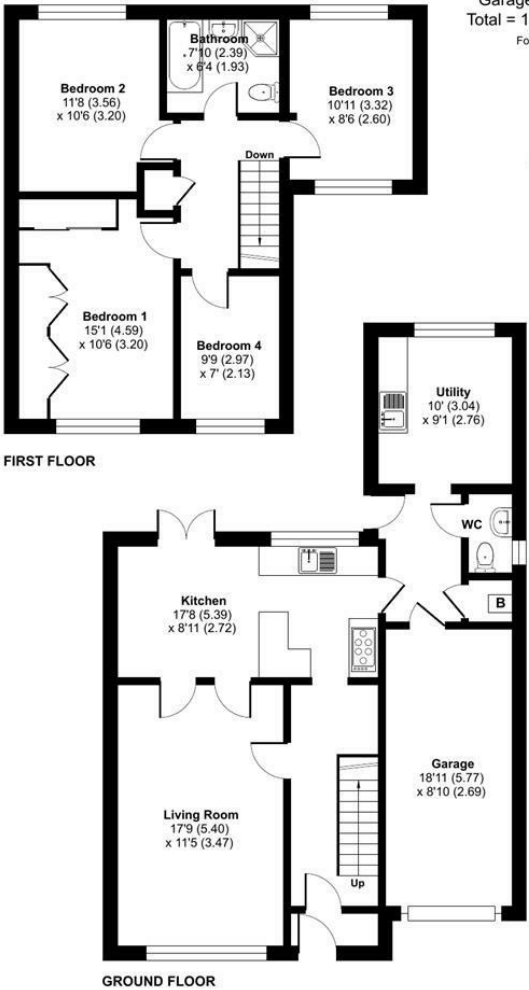 Garage
Total = 1
Fo
Bathroom
7'10 (2.39)
x 6'4 (1.93)
Bedroom 2
11'8 (3.56)
x 10'6 (3.20)
Bedroom 3
10'11 (3.32)
x 8'6 (2.60)
Down
Bedroom 1
15'1 (4.59)
x 10'6 (3.20)
Bedroom 4
9'9 (2.97)
x 7' (2.13)
FIRST FLOOR
Utility
10' (3.04)
x 9'1 (2.76)
WC
B
Kitchen
17'8 (5.39)
x 8'11 (2.72)
Garage
18'11 (5.77)
x 8'10 (2.69)
Living Room
17'9 (5.40)
x 11'5 (3.47)
Up
GROUND FLOOR